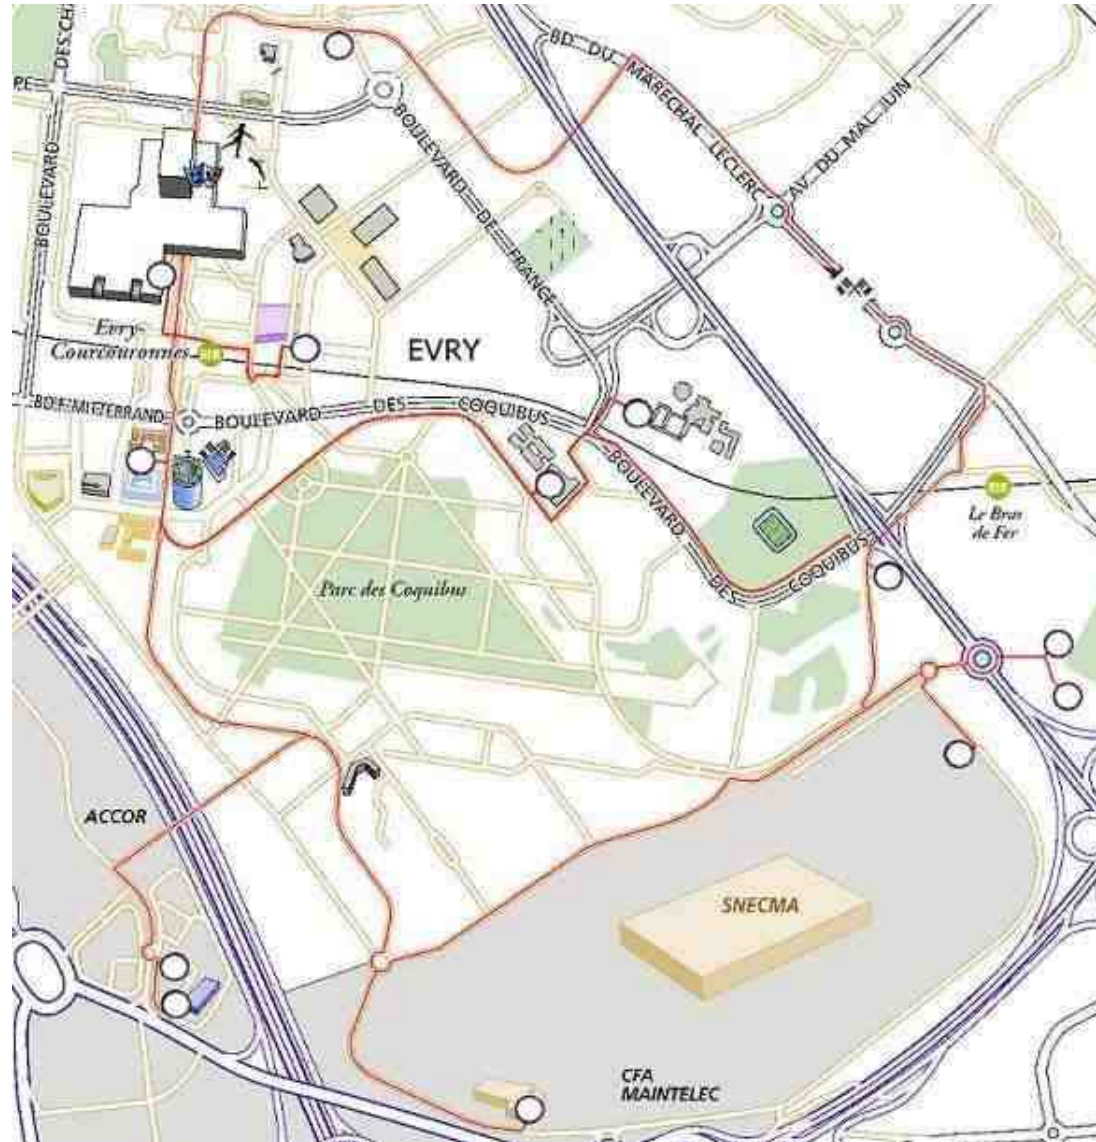 BD. DU MARECHAL LECLERC
AV. DU MAL JUIN
BOULEVARD
BOULEVARD DE FRANCE
Evry-
Courcouronnes
EVRY
BD F. MITTERRAND
BOULEVARD DES COQUIBUS
BOULEVARD DES COQUIBUS
Le Bras
de Fer
Parc des Coquibus
ACCOR
SNECMA
CFA
MAINTELEC